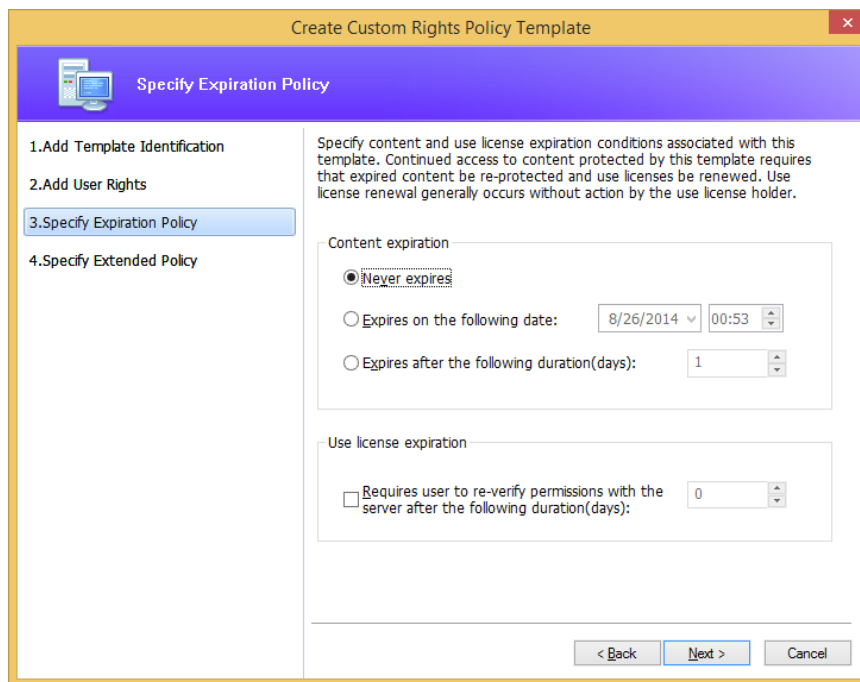 Create Custom Rights Policy Template
Specify Expiration Policy
1.Add Template Identification
2.Add User Rights
3.Specify Expiration Policy
4.Specify Extended Policy
Specify content and use license expiration conditions associated with this
template. Continued access to content protected by this template requires
that expired content be re-protected and use licenses be renewed. Use
license renewal generally occurs without action by the use license holder.
Content expiration
Never expires
Expires on the following date: 8/26/2014 00:53
Expires after the following duration(days): 1
Use license expiration
Requires user to re-verify permissions with the
server after the following duration(days): 0
< Back Next > Cancel